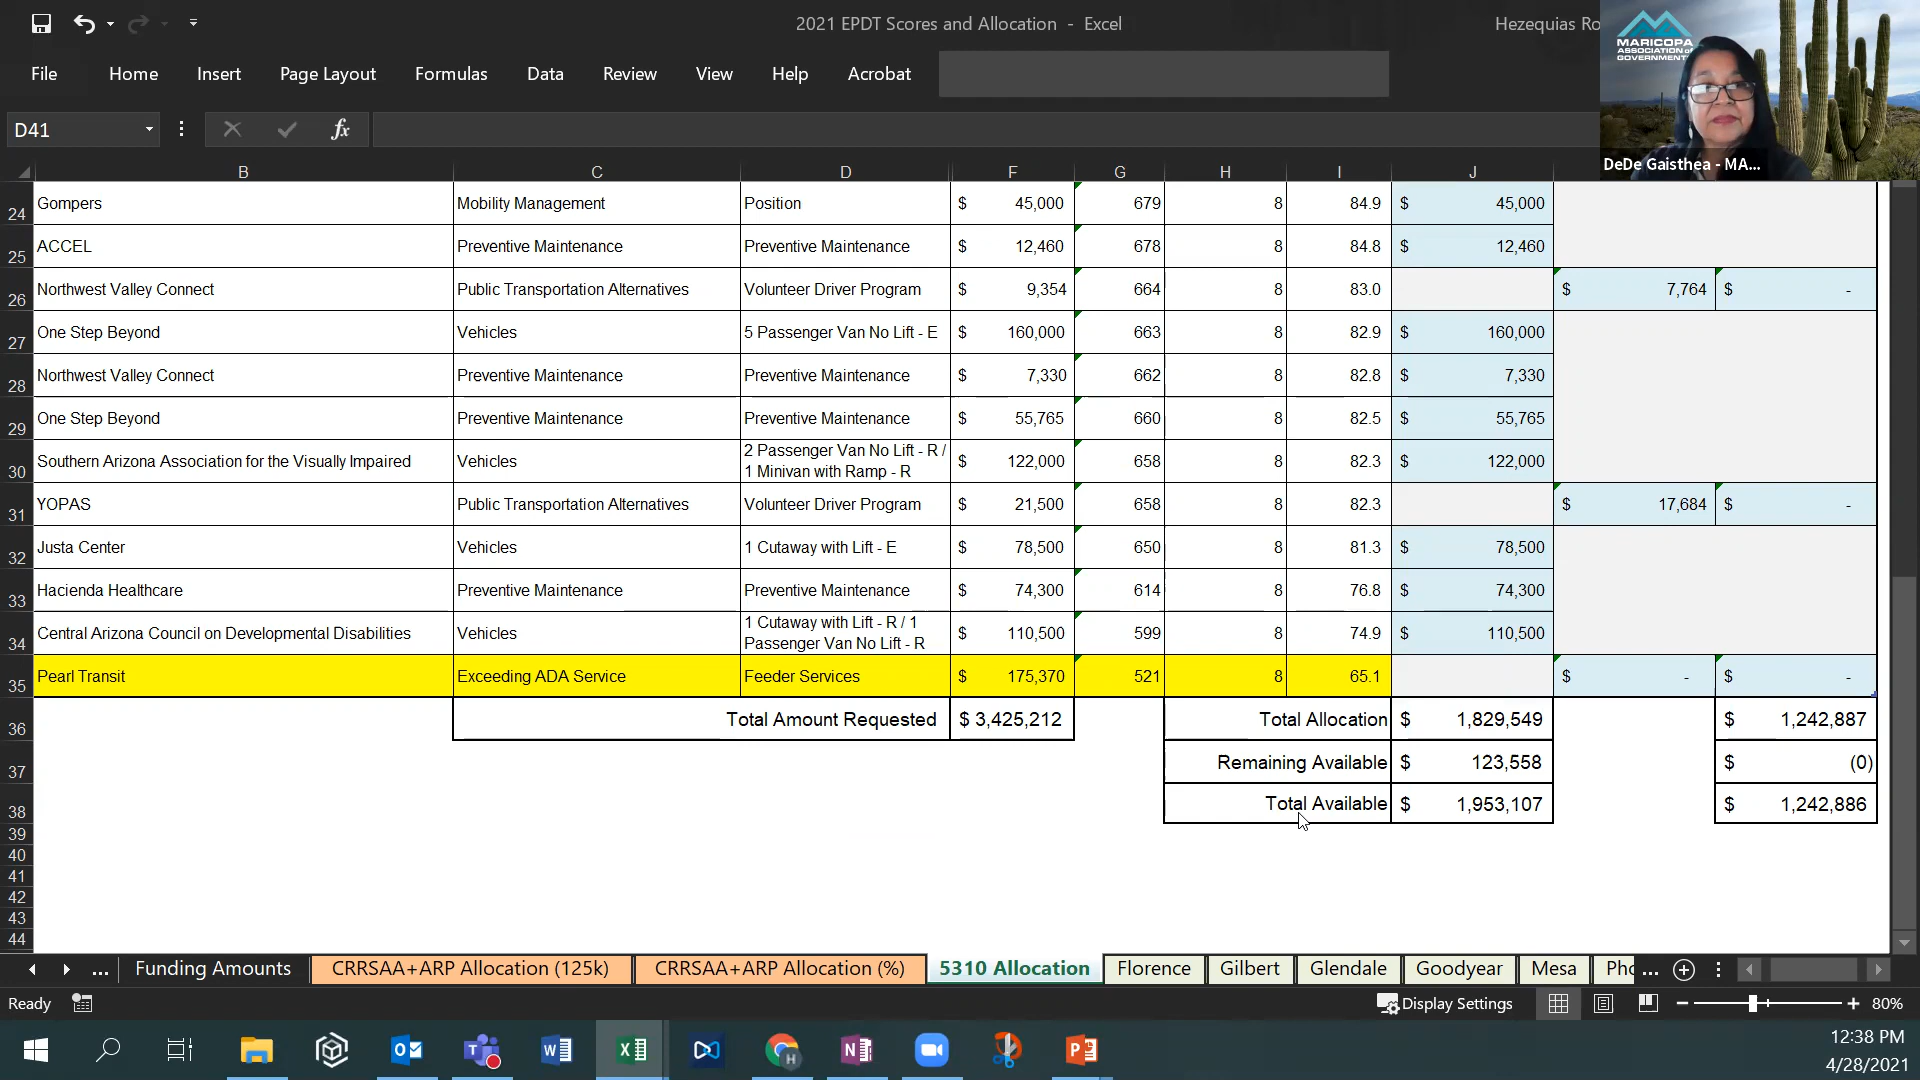 2021 EPDT Scores and Allocation - Excel
Hezequias Ro
MARICOPA
ASSOCIATION of
GOVERNMENTS
DeDe Gaisthea - MA...
File Home Insert Page Layout Formulas Data Review View Help Acrobat
D41 fx
B C D F G H I J
24 Gompers Mobility Management Position $ 45,000 679 8 84.9 $ 45,000
25 ACCEL Preventive Maintenance Preventive Maintenance $ 12,460 678 8 84.8 $ 12,460
26 Northwest Valley Connect Public Transportation Alternatives Volunteer Driver Program $ 9,354 664 8 83.0 $ 7,764 $ -
27 One Step Beyond Vehicles 5 Passenger Van No Lift - E $ 160,000 663 8 82.9 $ 160,000
28 Northwest Valley Connect Preventive Maintenance Preventive Maintenance $ 7,330 662 8 82.8 $ 7,330
29 One Step Beyond Preventive Maintenance Preventive Maintenance $ 55,765 660 8 82.5 $ 55,765
30 Southern Arizona Association for the Visually Impaired Vehicles 2 Passenger Van No Lift - R /
1 Minivan with Ramp - R $ 122,000 658 8 82.3 $ 122,000
31 YOPAS Public Transportation Alternatives Volunteer Driver Program $ 21,500 658 8 82.3 $ 17,684 $ -
32 Justa Center Vehicles 1 Cutaway with Lift - E $ 78,500 650 8 81.3 $ 78,500
33 Hacienda Healthcare Preventive Maintenance Preventive Maintenance $ 74,300 614 8 76.8 $ 74,300
34 Central Arizona Council on Developmental Disabilities Vehicles 1 Cutaway with Lift - R / 1
Passenger Van No Lift - R $ 110,500 599 8 74.9 $ 110,500
35 Pearl Transit Exceeding ADA Service Feeder Services $ 175,370 521 8 65.1 $ - $ -
36 Total Amount Requested $ 3,425,212 Total Allocation $ 1,829,549 $ 1,242,887
37 Remaining Available $ 123,558 $ (0)
38 Total Available $ 1,953,107 $ 1,242,886
39
40
41
42
43
44
... Funding Amounts CRRSAA+ARP Allocation (125k) CRRSAA+ARP Allocation (%) 5310 Allocation Florence Gilbert Glendale Goodyear Mesa Pho ...
Ready Display Settings 80%
12:38 PM
4/28/2021